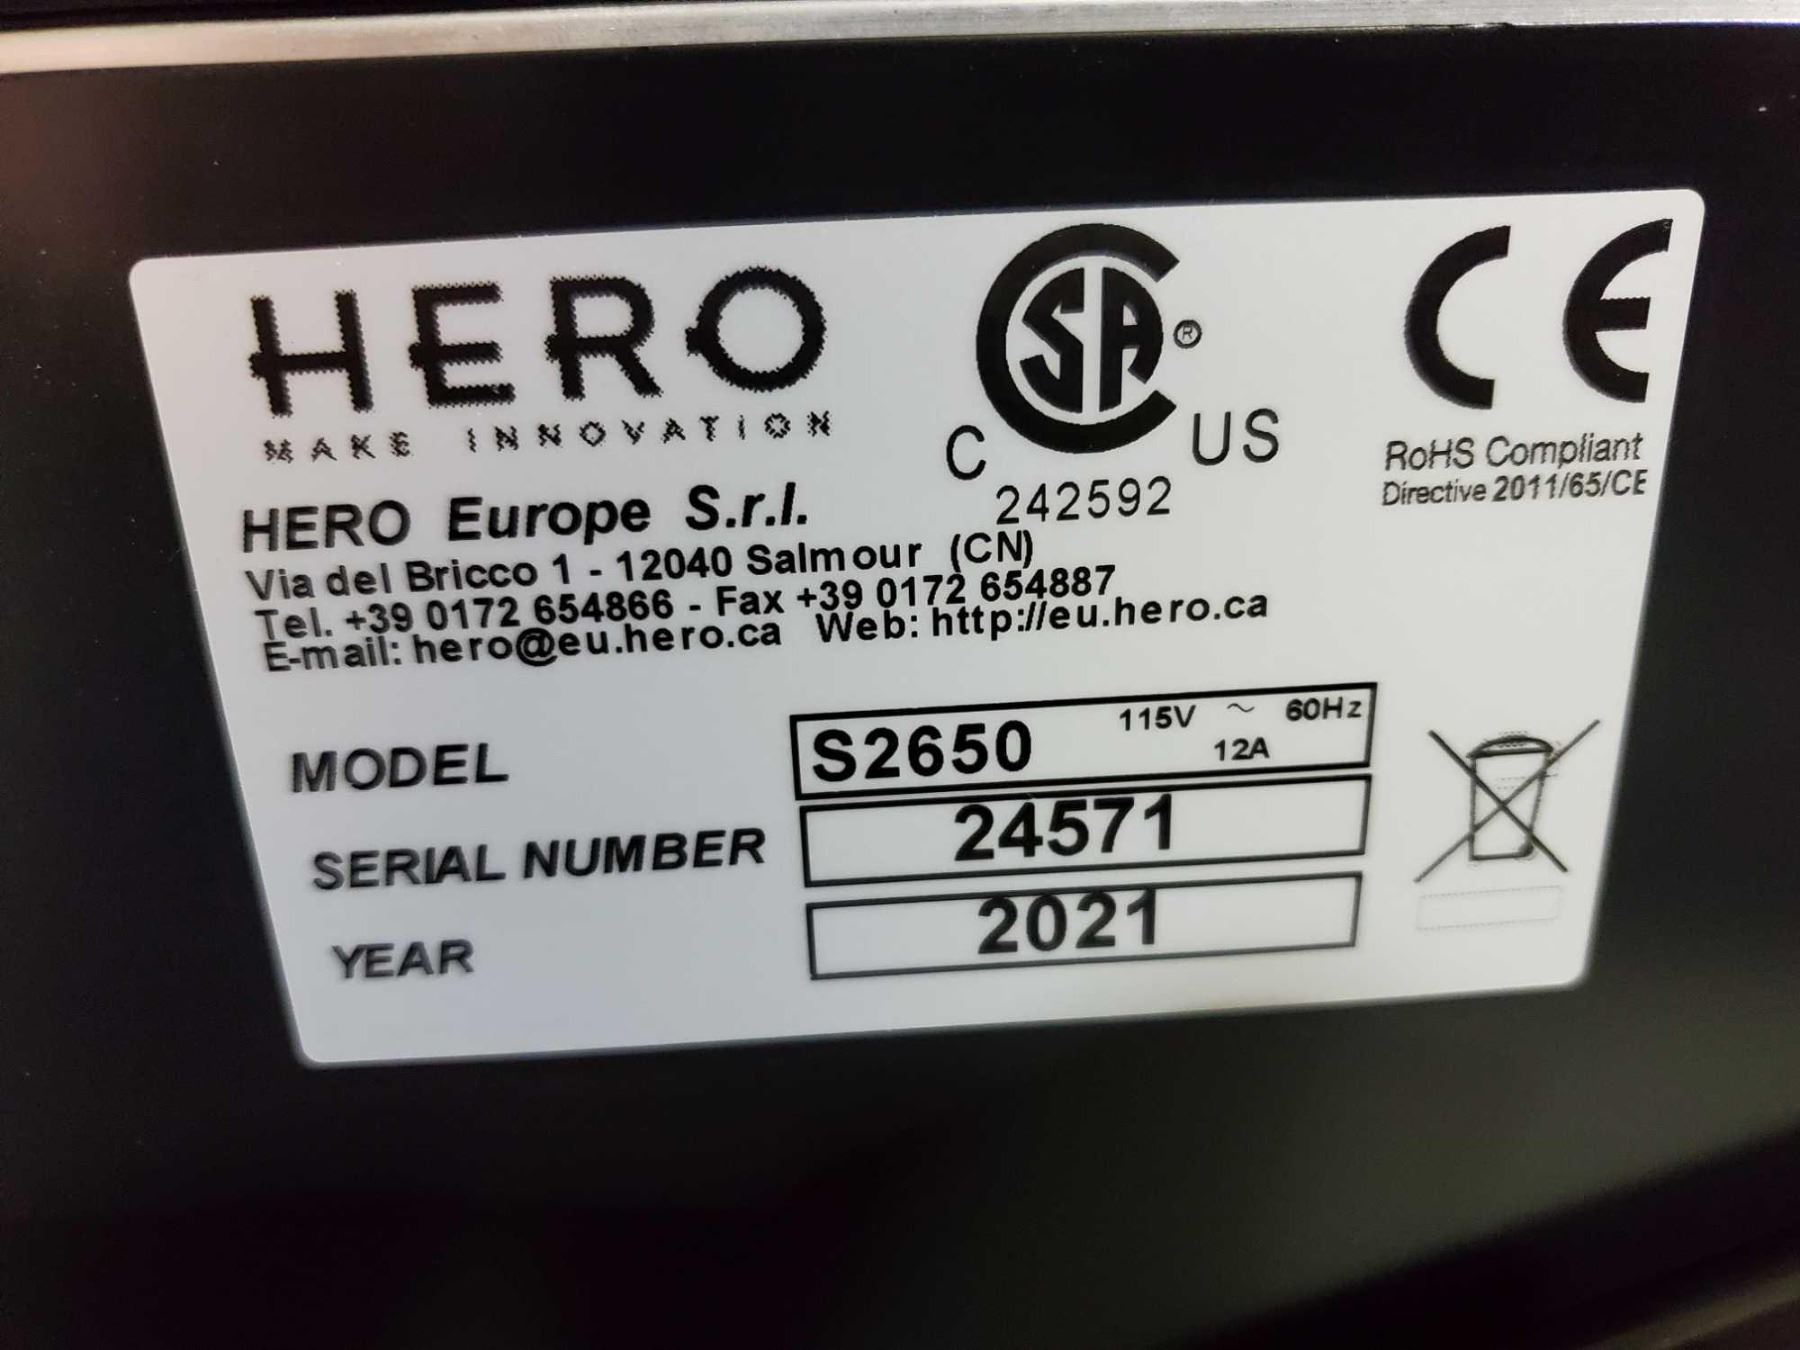 HERO
MAKE INNOVATION
C SA ® US
242592
CE
RoHS Compliant
Directive 2011/65/CE
HERO Europe S.r.l.
Via del Bricco 1 - 12040 Salmour (CN)
Tel. +39 0172 654866 - Fax +39 0172 654887
E-mail: hero@eu.hero.ca Web: http://eu.hero.ca
MODEL S2650 115V ~ 60Hz
12A
SERIAL NUMBER 24571
YEAR 2021